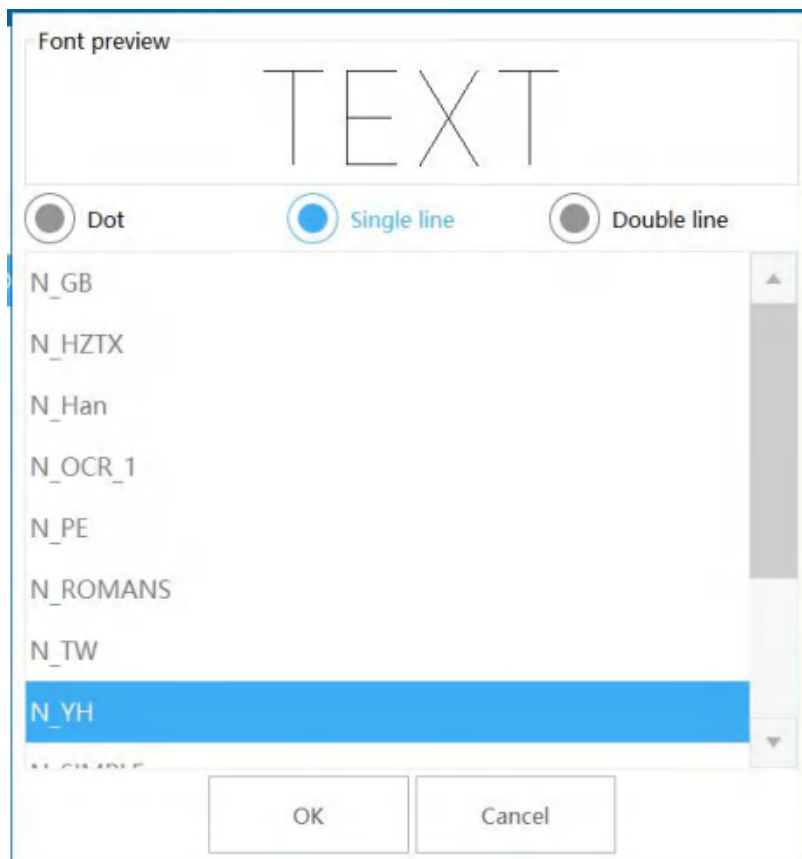 Font preview
TEXT
Dot Single line Double line
N_GB
N_HZTX
N_Han
N_OCR_1
N_PE
N_ROMANS
N_TW
N_YH
OK Cancel